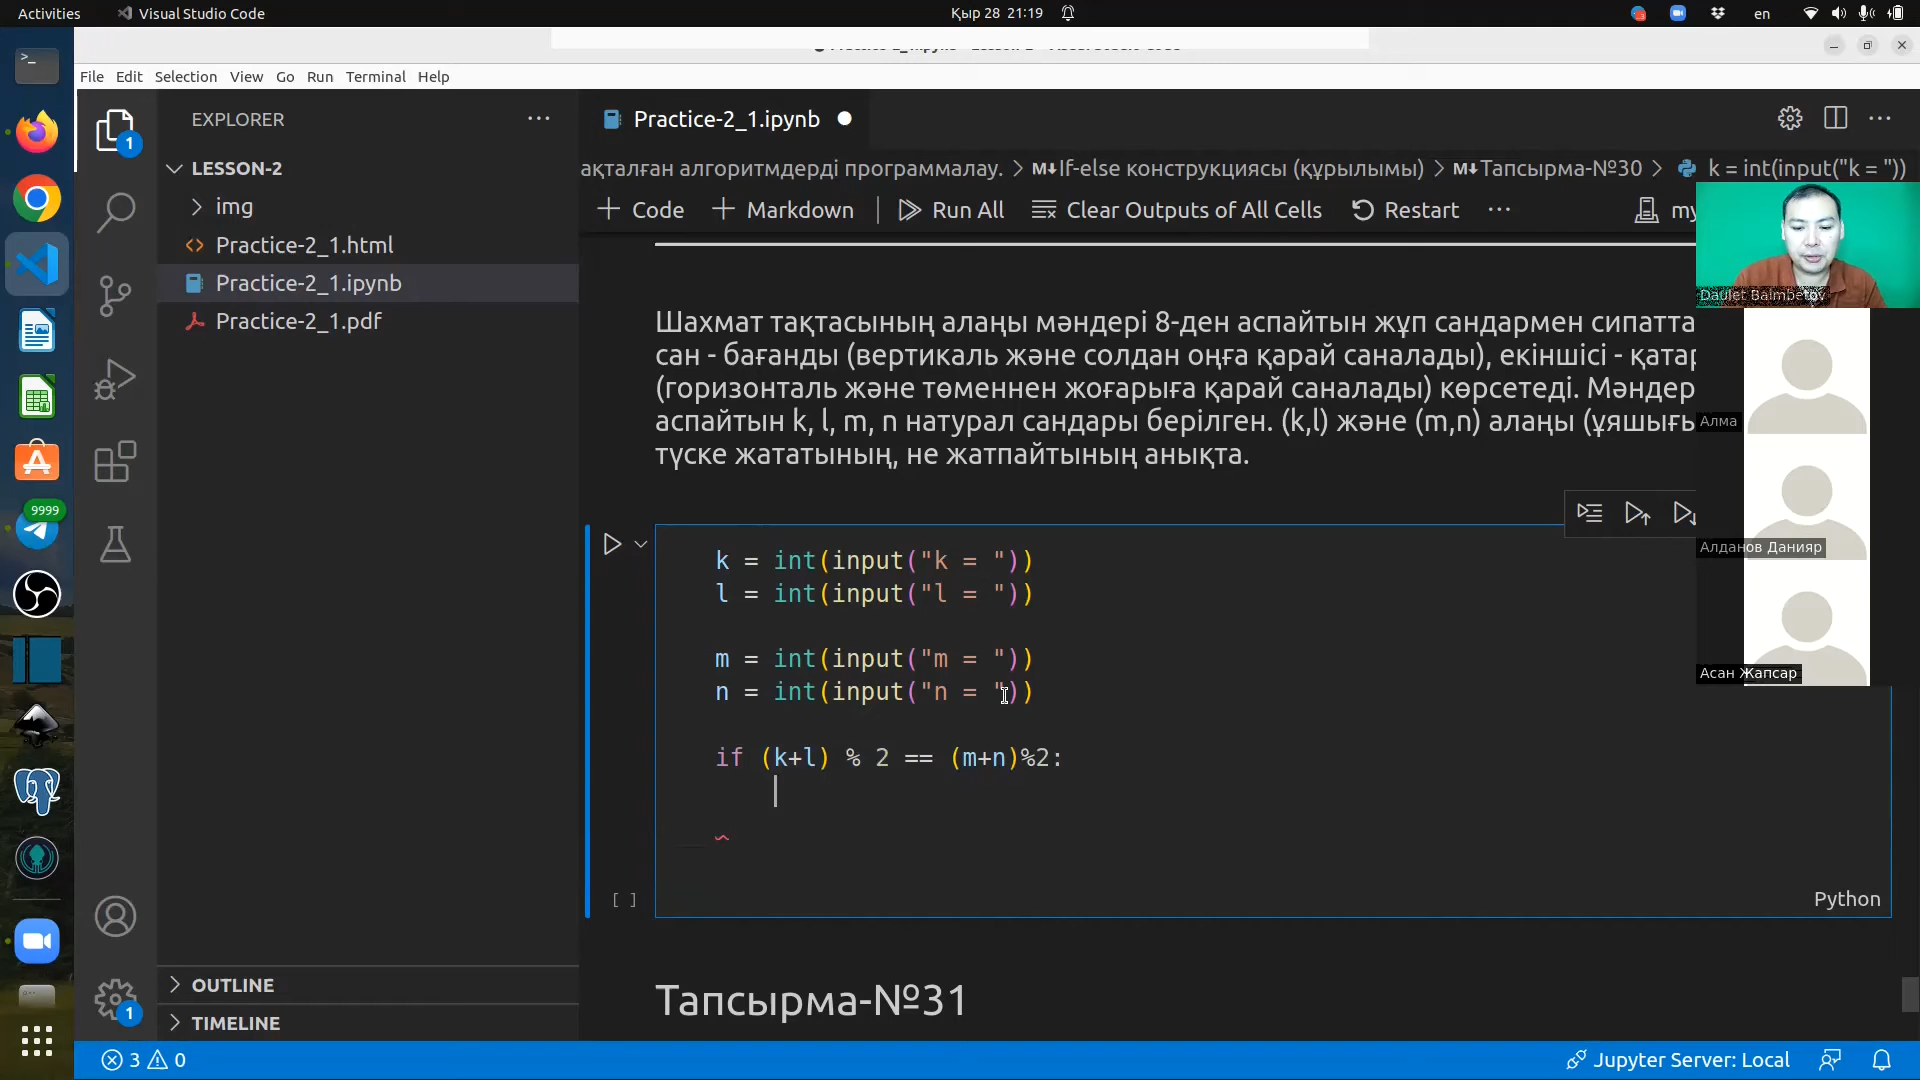 Activities
Visual Studio Code
Қыр 28 21:19
en
File Edit Selection View Go Run Terminal Help
EXPLORER
Practice-2_1.ipynb
LESSON-2
img
Practice-2_1.html
Practice-2_1.ipynb
Practice-2_1.pdf
OUTLINE
TIMELINE
1
9999
1
ақталған алгоритмдерді программалау. > If-else конструкциясы (құрылымы) > Тапсырма-№30 > k = int(input("k = "))
+ Code + Markdown Run All Clear Outputs of All Cells Restart ... my
Шахмат тақтасының алаңы мәндері 8-ден аспайтын жұп сандармен сипатта
сан - бағанды (вертикаль және солдан оңға қарай саналады), екіншісі - қатар
(горизонталь және төменнен жоғарыға қарай саналады) көрсетеді. Мәндер
аспайтын k, l, m, n натурал сандары берілген. (k,l) және (m,n) алаңы (ұяшығы
түске жататының, не жатпайтының анықта.
k = int(input("k = "))
l = int(input("l = "))
m = int(input("m = "))
n = int(input("n = "))
if (k+l) % 2 == (m+n)%2:
[ ]
Python
Тапсырма-№31
Daulet Baimbetov
Алма
Алданов Данияр
Асан Жапсар
3 0
Jupyter Server: Local